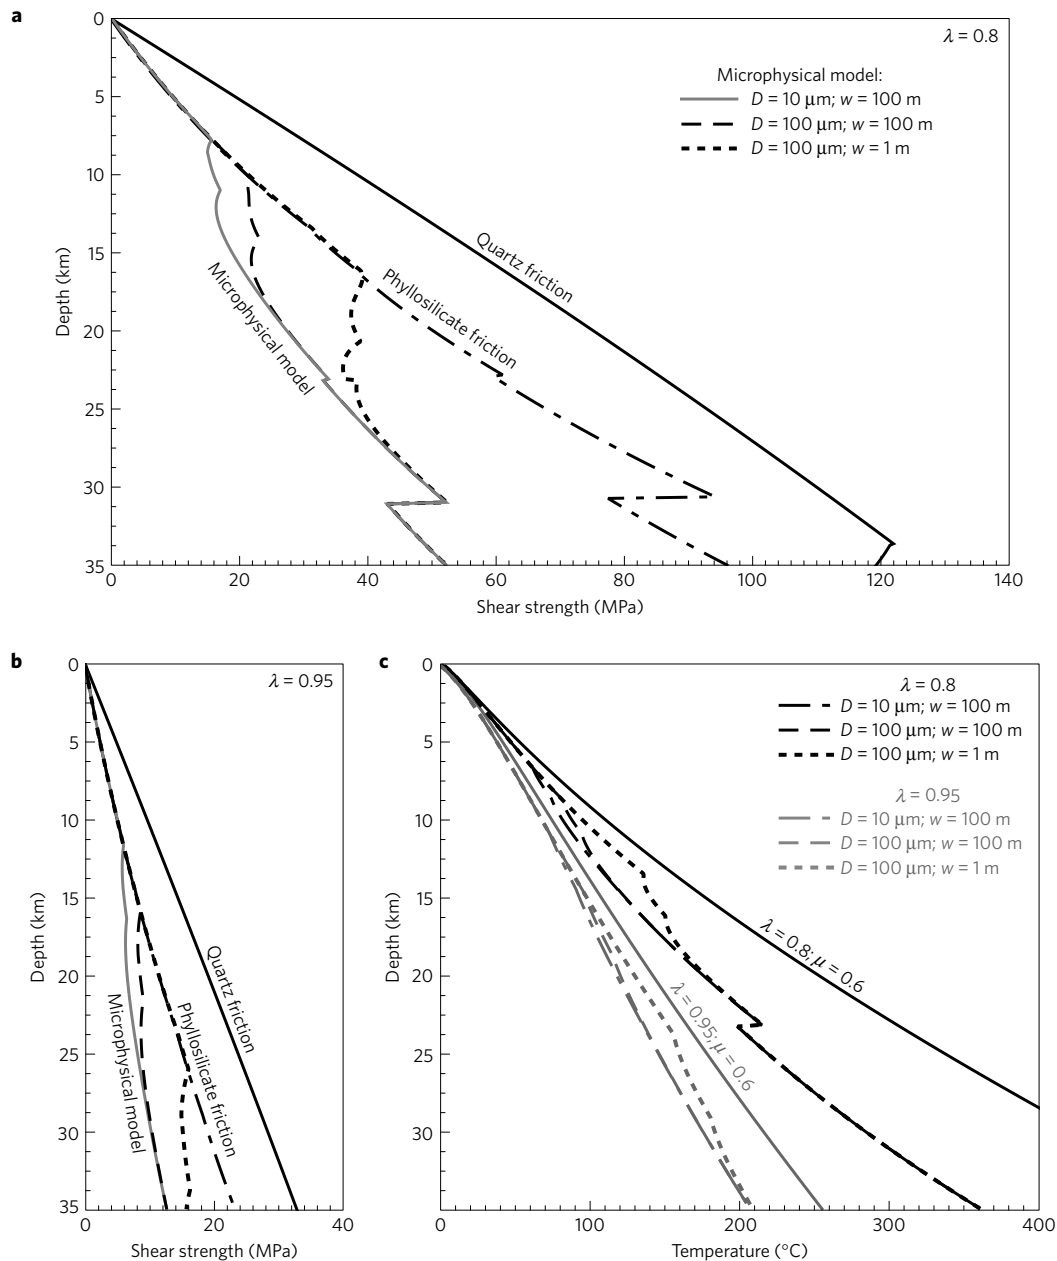 a
λ = 0.8
Microphysical model:
D = 10 μm; w = 100 m
D = 100 μm; w = 100 m
D = 100 μm; w = 1 m
Quartz friction
Phyllosilicate friction
Microphysical model
Depth (km)
0
5
10
15
20
25
30
35
0 20 40 60 80 100 120 140
Shear strength (MPa)
b
λ = 0.95
Quartz friction
Phyllosilicate friction
Microphysical model
Depth (km)
0
5
10
15
20
25
30
35
0 20 40
Shear strength (MPa)
c
λ = 0.8
D = 10 μm; w = 100 m
D = 100 μm; w = 100 m
D = 100 μm; w = 1 m
λ = 0.95
D = 10 μm; w = 100 m
D = 100 μm; w = 100 m
D = 100 μm; w = 1 m
λ = 0.8; μ = 0.6
λ = 0.95; μ = 0.6
Depth (km)
0
5
10
15
20
25
30
35
0 100 200 300 400
Temperature (°C)